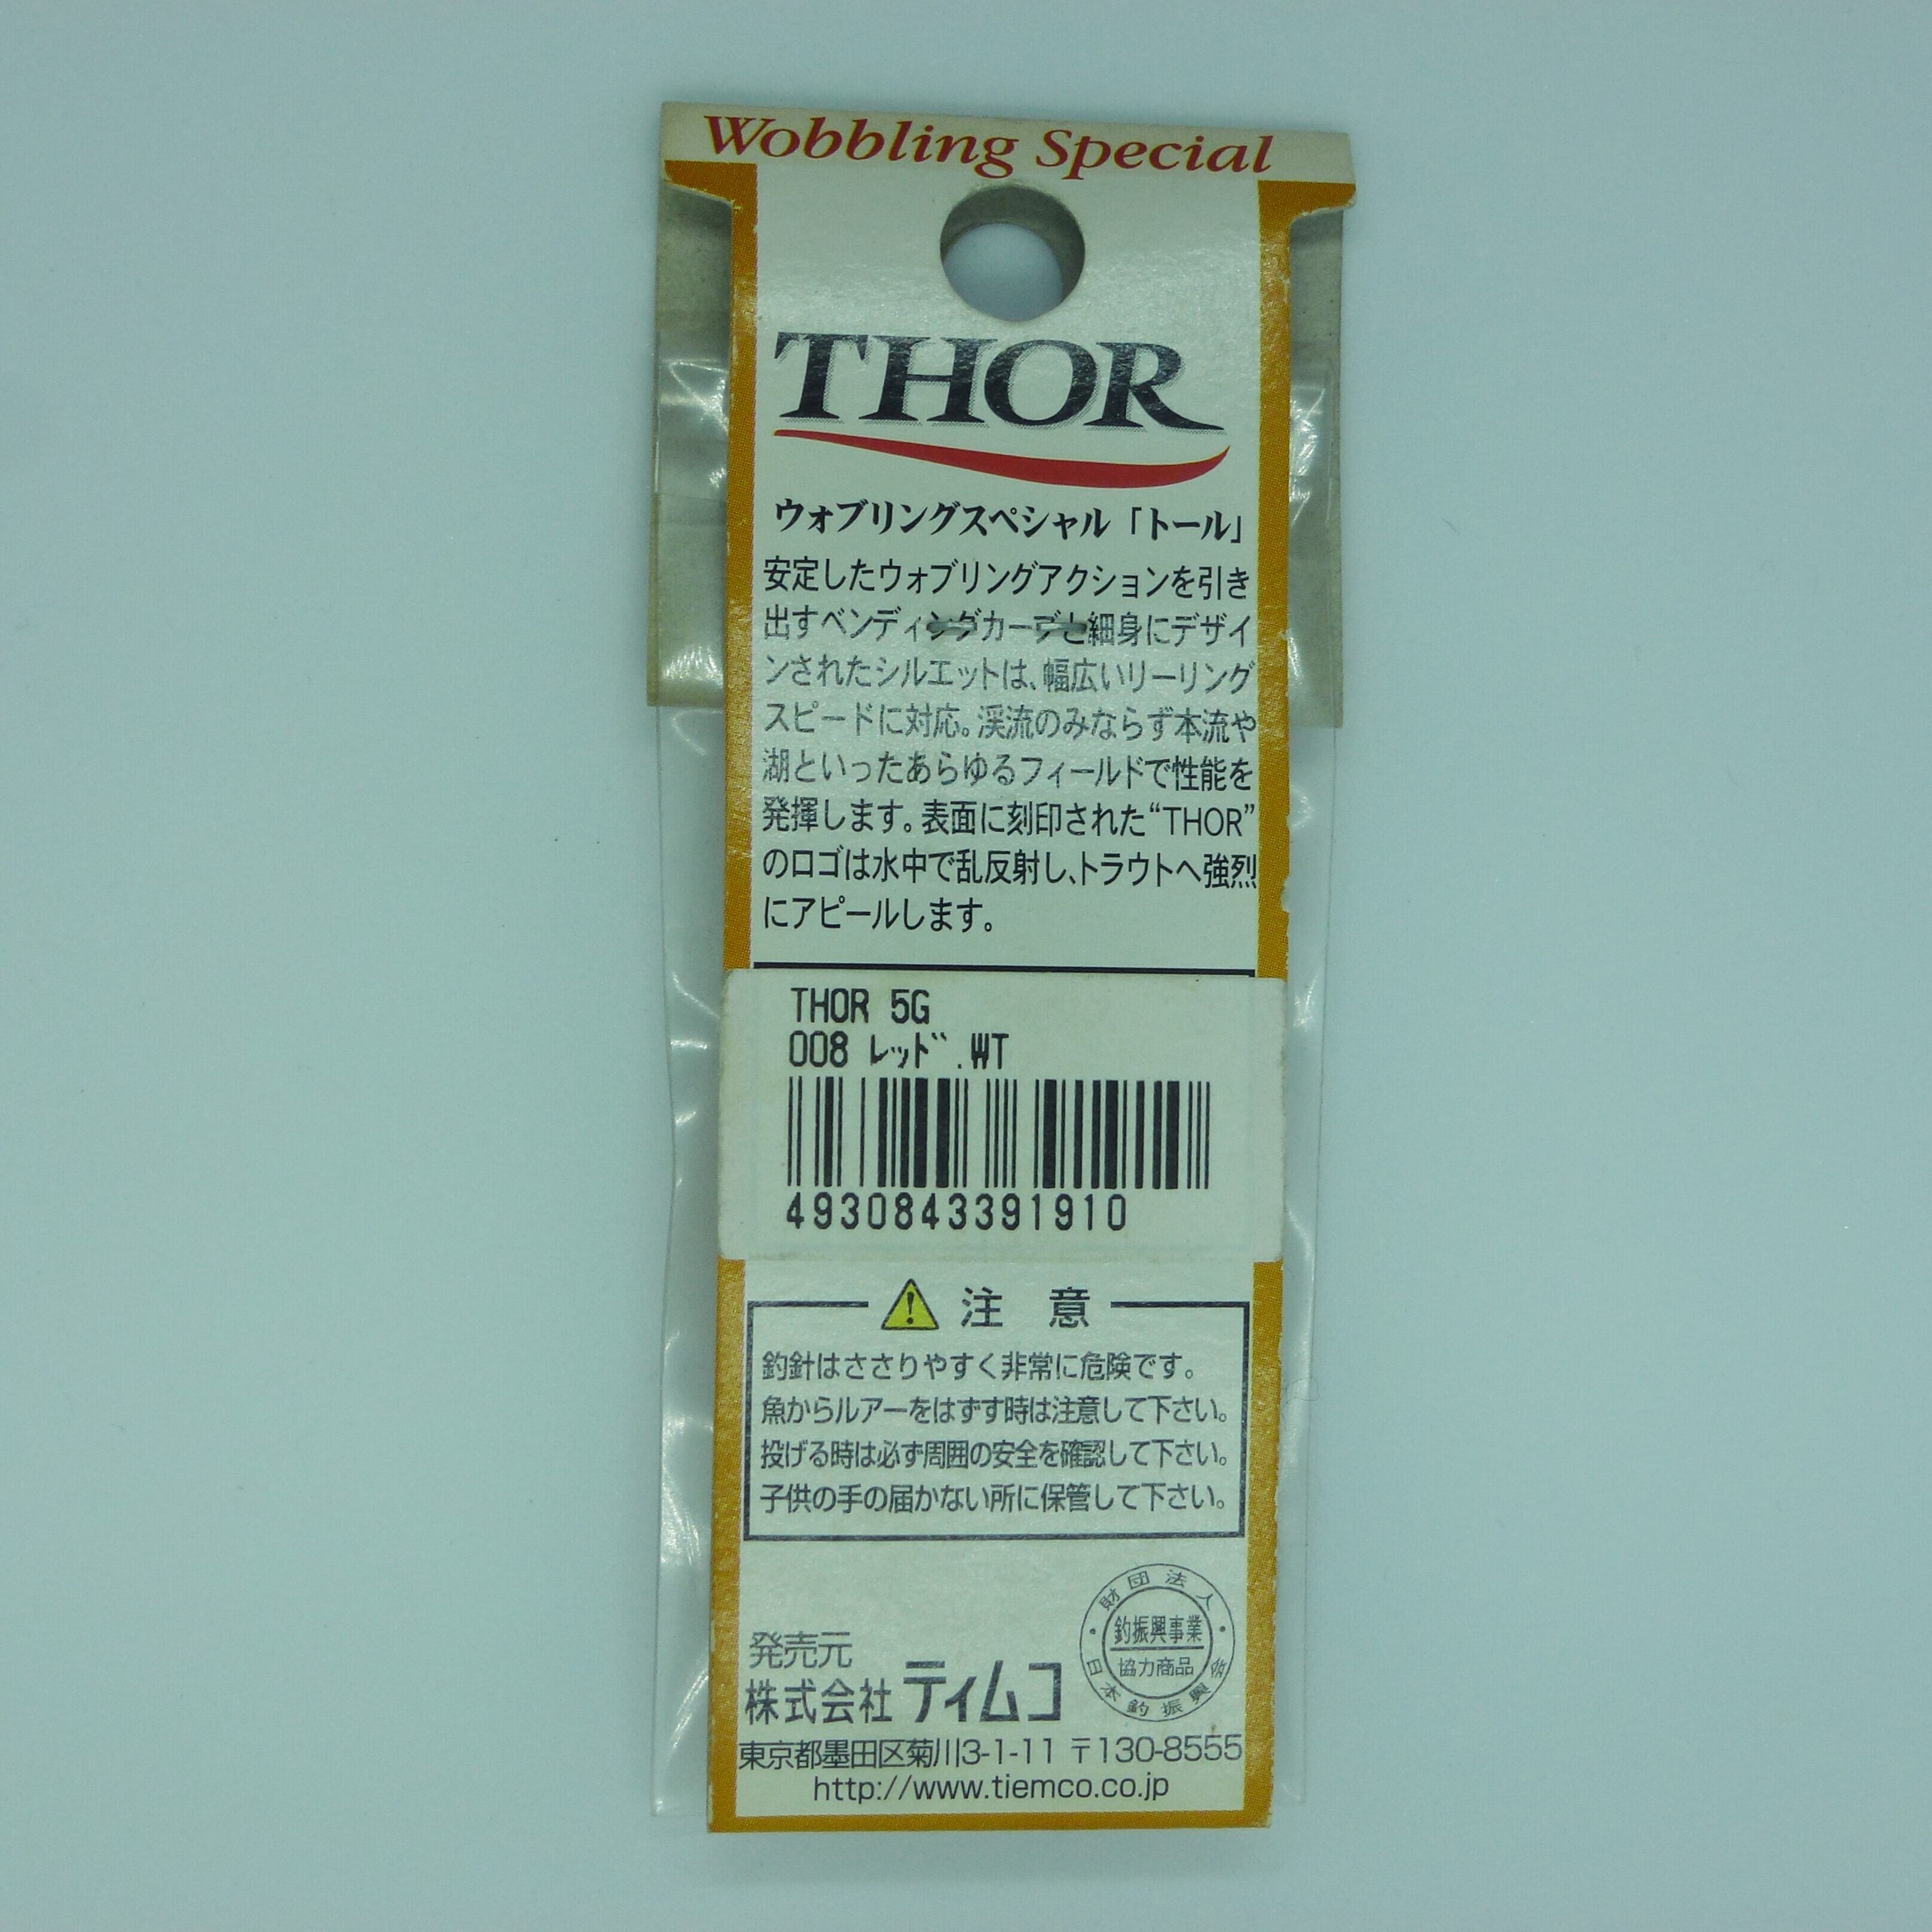 Wobbling Special
THOR
ウォブリングスペシャル「トール」
安定したウォブリングアクションを引き
出すベンディングカーブと細身にデザイ
ンされたシルエットは、幅広いリーリング
スピードに対応。渓流のみならず本流や
湖といったあらゆるフィールドで性能を
発揮します。表面に刻印された“THOR”
のロゴは水中で乱反射し、トラウトへ強烈
にアピールします。
THOR 5G
008 ﾚｯﾄﾞ.WT
4930843391910
注 意
釣針はささりやすく非常に危険です。
魚からルアーをはずす時は注意して下さい。
投げる時は必ず周囲の安全を確認して下さい。
子供の手の届かない所に保管して下さい。
財団法人
釣振興事業
協力商品
日本釣振興会
発売元
株式会社 ティムコ
東京都墨田区菊川3-1-11 〒130-8555
http://www.tiemco.co.jp